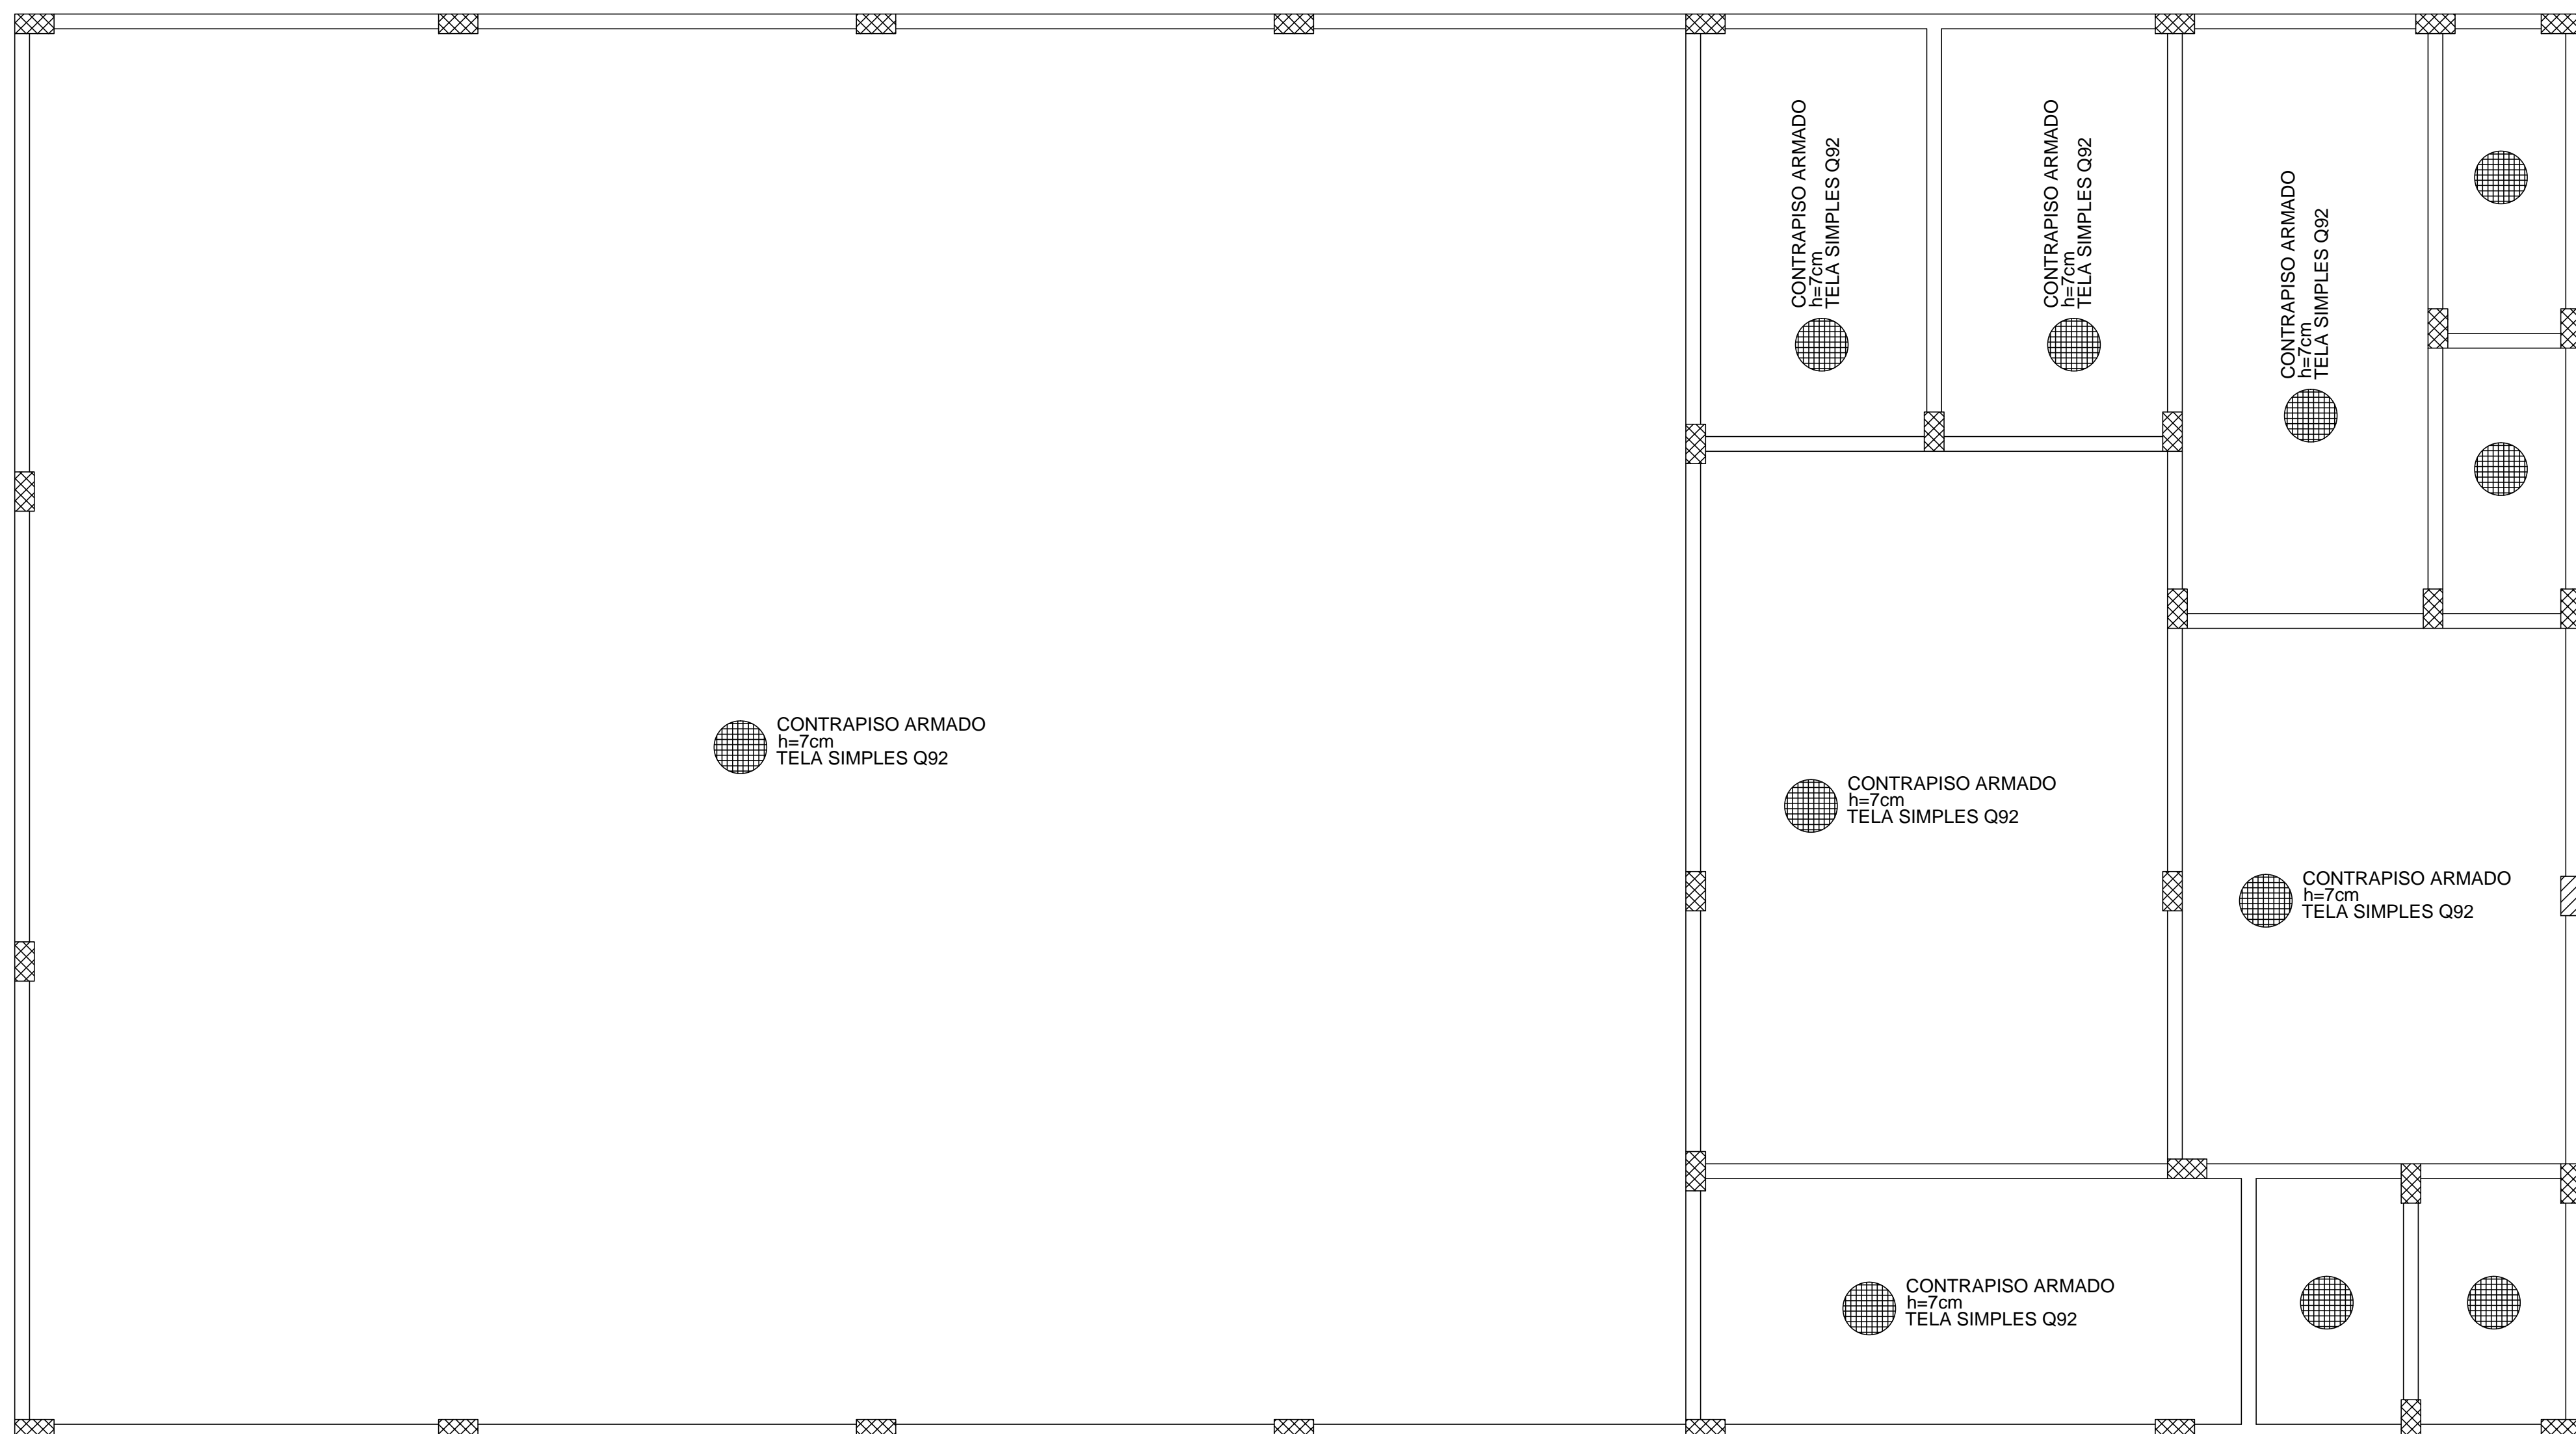 CONTRAPISO ARMADO
h=7cm
TELA SIMPLES Q92
CONTRAPISO ARMADO
h=7cm
TELA SIMPLES Q92
CONTRAPISO ARMADO
h=7cm
TELA SIMPLES Q92
CONTRAPISO ARMADO
h=7cm
TELA SIMPLES Q92
CONTRAPISO ARMADO
h=7cm
TELA SIMPLES Q92
CONTRAPISO ARMADO
h=7cm
TELA SIMPLES Q92
CONTRAPISO ARMADO
h=7cm
TELA SIMPLES Q92